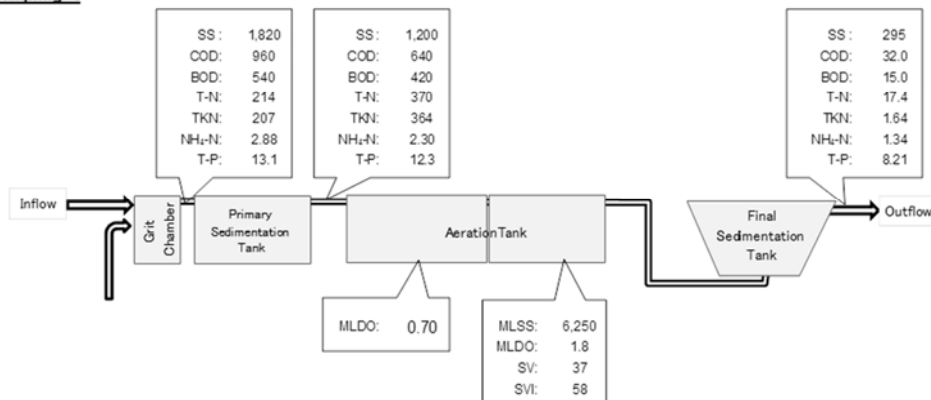 SS: 1,820
COD: 960
BOD: 540
T-N: 214
TKN: 207
NH₄-N: 2.88
T-P: 13.1
SS: 1,200
COD: 640
BOD: 420
T-N: 370
TKN: 364
NH₄-N: 2.30
T-P: 12.3
SS: 295
COD: 32.0
BOD: 15.0
T-N: 17.4
TKN: 1.64
NH₄-N: 1.34
T-P: 8.21
Inflow
Grit
Chamber
Primary
Sedimentation
Tank
Aeration Tank
Final
Sedimentation
Tank
Outflow
MLDO: 0.70
MLSS: 6,250
MLDO: 1.8
SV: 37
SVI: 58